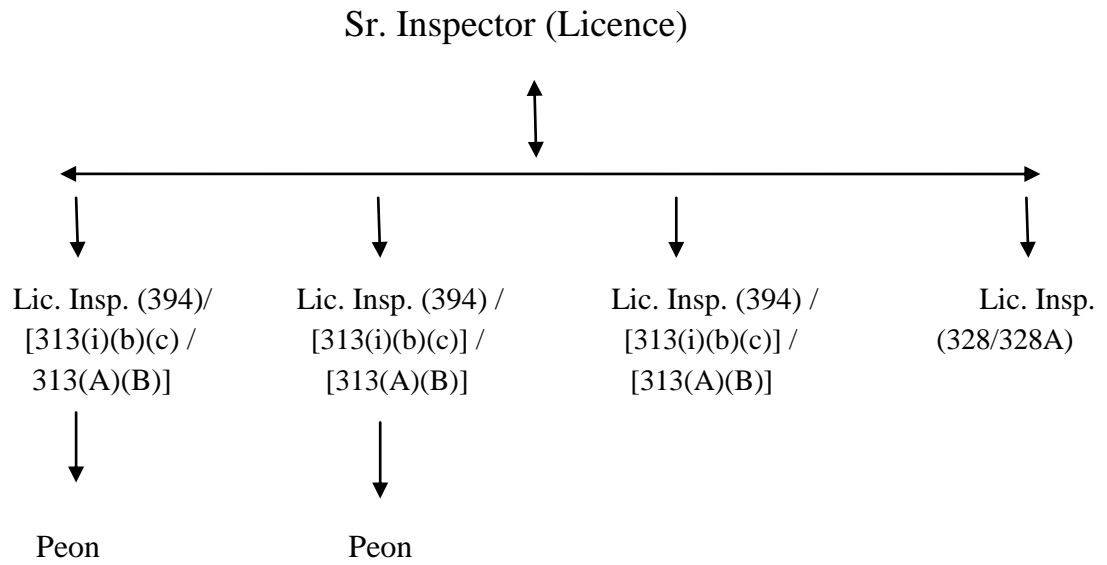 Sr. Inspector (Licence)
Lic. Insp. (394)/
[313(i)(b)(c) /
313(A)(B)]
Lic. Insp. (394) /
[313(i)(b)(c)] /
[313(A)(B)]
Lic. Insp. (394) /
[313(i)(b)(c)] /
[313(A)(B)]
Lic. Insp.
(328/328A)
Peon
Peon